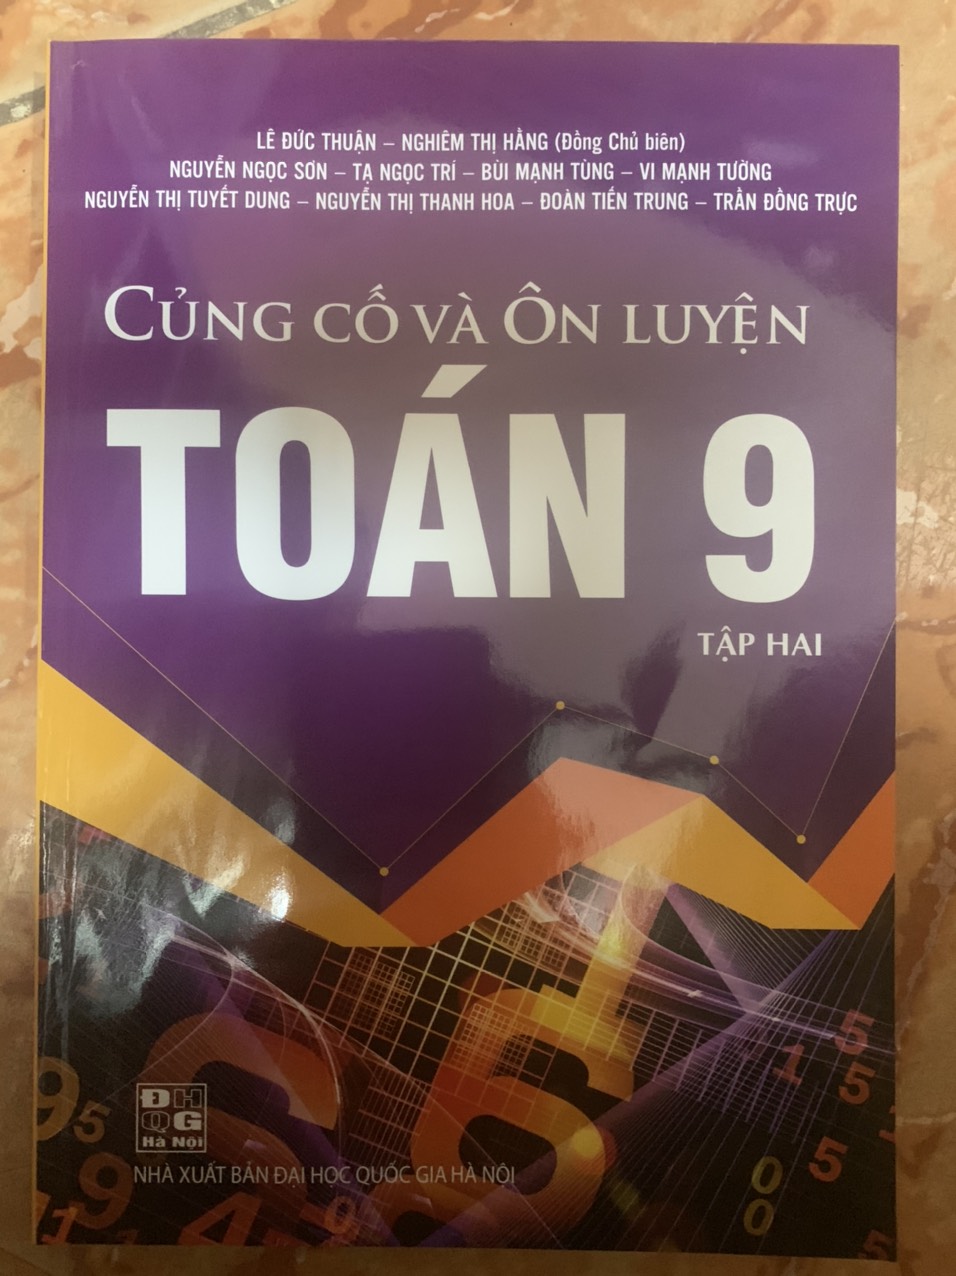 LÊ ĐỨC THUẬN – NGHIÊM THỊ HẰNG (Đồng Chủ biên)
NGUYỄN NGỌC SƠN – TẠ NGỌC TRÍ – BÙI MẠNH TÙNG – VI MẠNH TƯỜNG
NGUYỄN THỊ TUYẾT DUNG – NGUYỄN THỊ THANH HOA – ĐOÀN TIẾN TRUNG – TRẦN ĐỒNG TRỰC
CỦNG CỐ VÀ ÔN LUYỆN
TOÁN 9
TẬP HAI
ĐH
QG
Hà Nội
NHÀ XUẤT BẢN ĐẠI HỌC QUỐC GIA HÀ NỘI